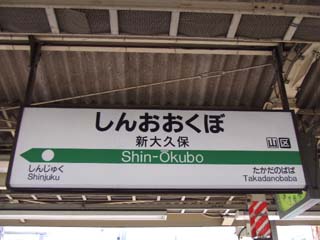 しんおおくぼ
新大久保
山区
Shin-Ōkubo
しんじゅく
Shinjuku
たかだのばば
Takadanobaba